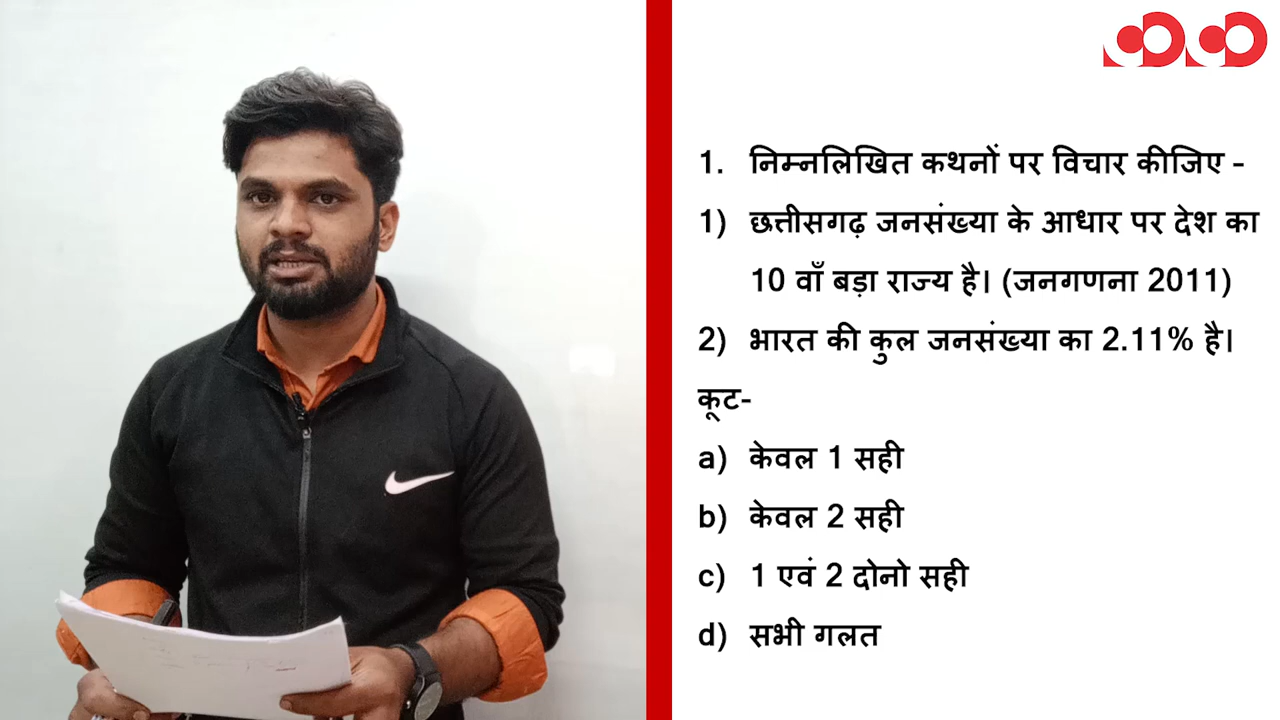 1. निम्नलिखित कथनों पर विचार कीजिए –
1) छत्तीसगढ़ जनसंख्या के आधार पर देश का
10 वाँ बड़ा राज्य है। (जनगणना 2011)
2) भारत की कुल जनसंख्या का 2.11% है।
कूट-
a) केवल 1 सही
b) केवल 2 सही
c) 1 एवं 2 दोनो सही
d) सभी गलत